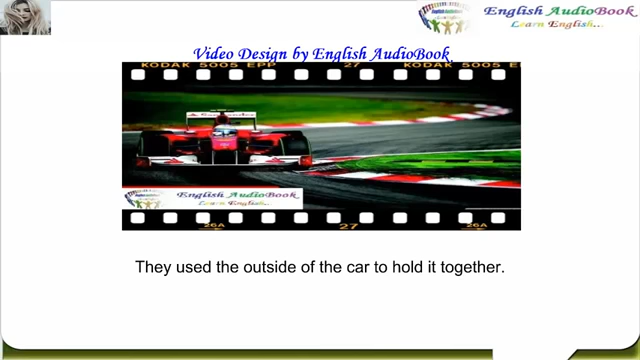 English AudioBook
Learn English...
Video Design by English AudioBook
KODAK 5005 EPP 27 KODAK 5005 E
Santander
English AudioBook
Learn English...
26A 27 26A
They used the outside of the car to hold it together.